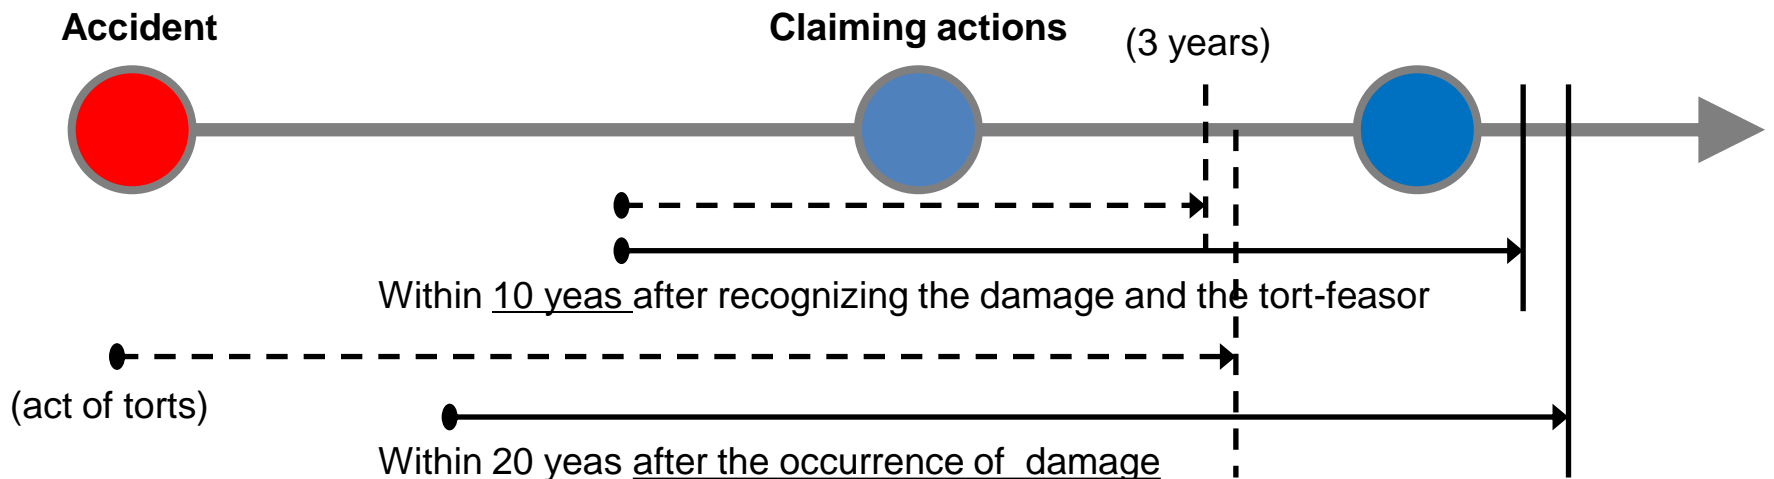 Accident
Claiming actions
(3 years)
Within 10 yeas after recognizing the damage and the tort-feasor
(act of torts)
Within 20 yeas after the occurrence of  damage